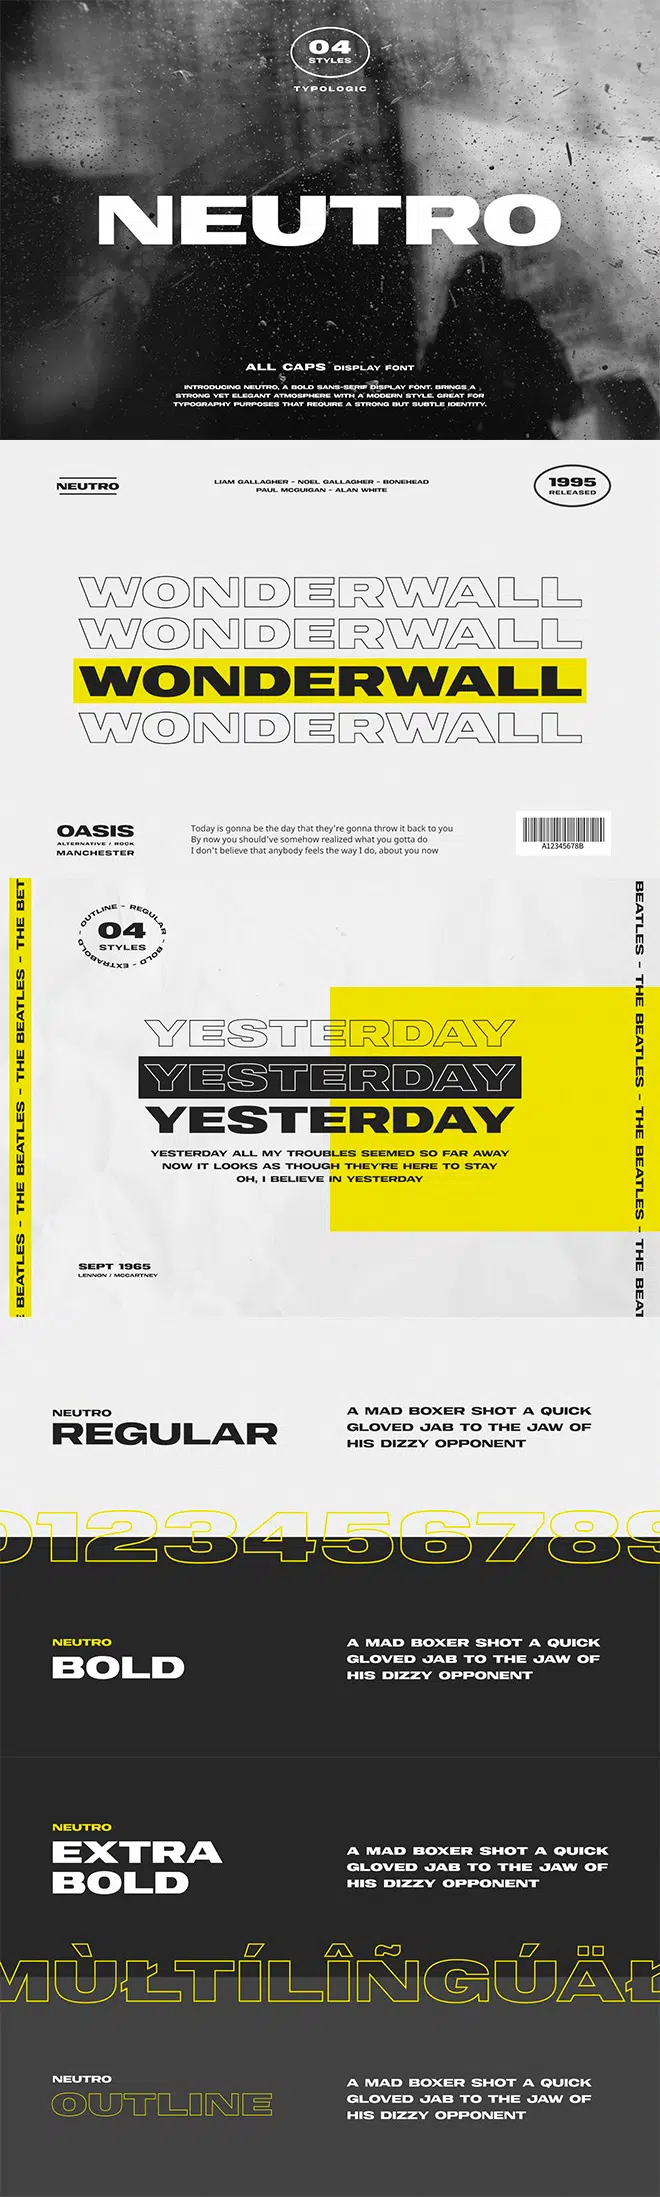 04
STYLES
TYPOLOGIC
NEUTRO
ALL CAPS DISPLAY FONT
INTRODUCING NEUTRO, A BOLD SANS-SERIF DISPLAY FONT. BRINGS A
STRONG YET ELEGANT ATMOSPHERE WITH A MODERN STYLE. GREAT FOR
TYPOGRAPHY PURPOSES THAT REQUIRE A STRONG BUT SUBTLE IDENTITY.
NEUTRO
LIAM GALLAGHER - NOEL GALLAGHER - BONEHEAD
PAUL MCGUIGAN - ALAN WHITE
1995
RELEASED
WONDERWALL
WONDERWALL
WONDERWALL
WONDERWALL
OASIS
ALTERNATIVE / ROCK
MANCHESTER
Today is gonna be the day that they're gonna throw it back to you
By now you should've somehow realized what you gotta do
I don't believe that anybody feels the way I do, about you now
A12345678B
BEATLES - THE BEATLES - THE BEATLES - THE BEATLES - THE BET
OUTLINE - REGULAR - BOLD - EXTRABOLD -
04
STYLES
BEATLES - THE BEATLES - THE BEATLES - THE BEATLES - THE BEAT
YESTERDAY
YESTERDAY
YESTERDAY
YESTERDAY ALL MY TROUBLES SEEMED SO FAR AWAY
NOW IT LOOKS AS THOUGH THEY'RE HERE TO STAY
OH, I BELIEVE IN YESTERDAY
SEPT 1965
LENNON / MCCARTNEY
NEUTRO
REGULAR
A MAD BOXER SHOT A QUICK
GLOVED JAB TO THE JAW OF
HIS DIZZY OPPONENT
0123456789
NEUTRO
BOLD
A MAD BOXER SHOT A QUICK
GLOVED JAB TO THE JAW OF
HIS DIZZY OPPONENT
NEUTRO
EXTRA
BOLD
A MAD BOXER SHOT A QUICK
GLOVED JAB TO THE JAW OF
HIS DIZZY OPPONENT
MÙŁTÍLÎÑGÚÄŁ
NEUTRO
OUTLINE
A MAD BOXER SHOT A QUICK
GLOVED JAB TO THE JAW OF
HIS DIZZY OPPONENT